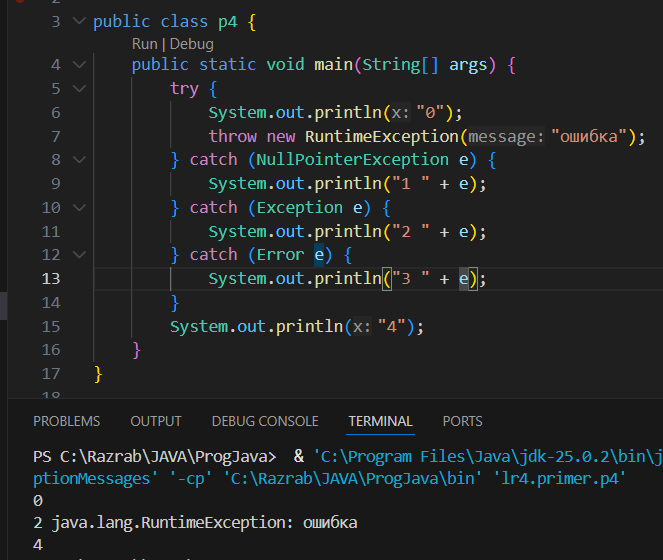 3 public class p4 {
Run | Debug
4 public static void main(String[] args) {
5 try {
6 System.out.println(x: "0");
7 throw new RuntimeException(message: "ошибка");
8 } catch (NullPointerException e) {
9 System.out.println("1 " + e);
10 } catch (Exception e) {
11 System.out.println("2 " + e);
12 } catch (Error e) {
13 System.out.println("3 " + e);
14 }
15 System.out.println(x: "4");
16 }
17 }
18
PROBLEMS OUTPUT DEBUG CONSOLE TERMINAL PORTS
PS C:\Razrab\JAVA\ProgJava> & 'C:\Program Files\Java\jdk-25.0.2\bin\j
ptionMessages' '-cp' 'C:\Razrab\JAVA\ProgJava\bin' 'lr4.primer.p4'
0
2 java.lang.RuntimeException: ошибка
4